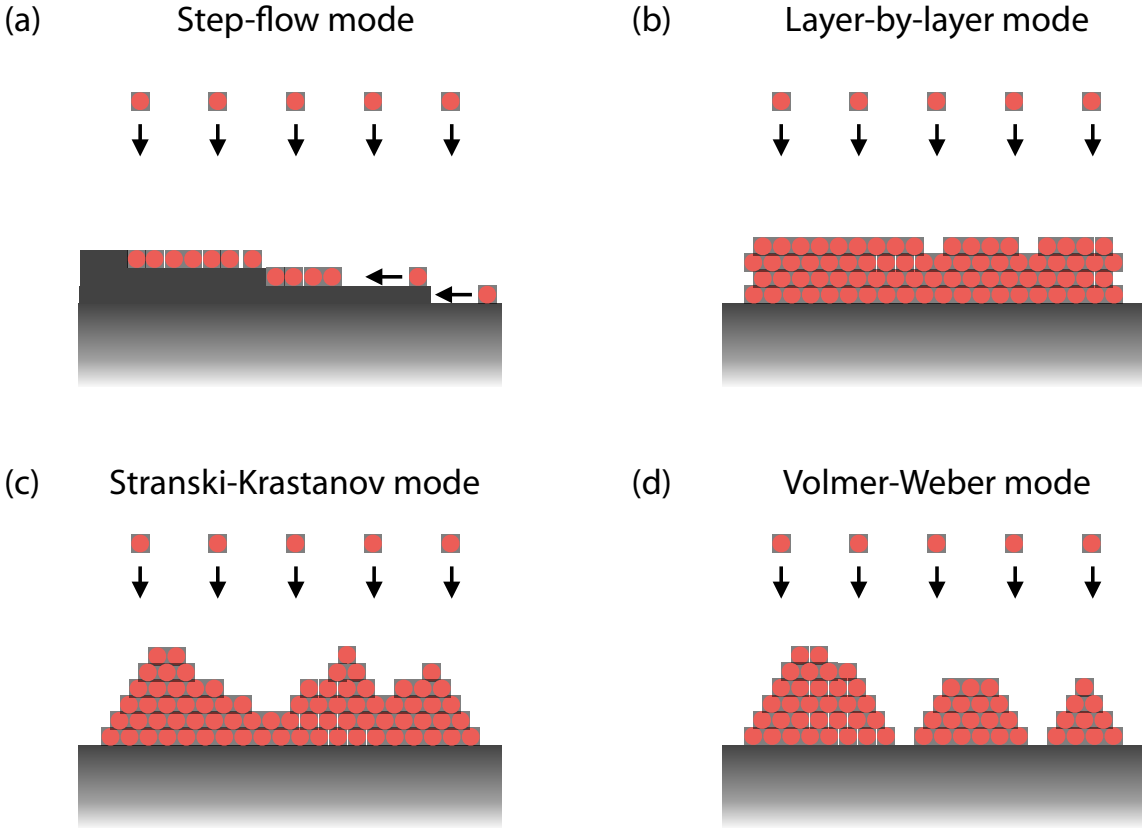 (a) Step-flow mode
(b) Layer-by-layer mode
(c) Stranski-Krastanov mode
(d) Volmer-Weber mode